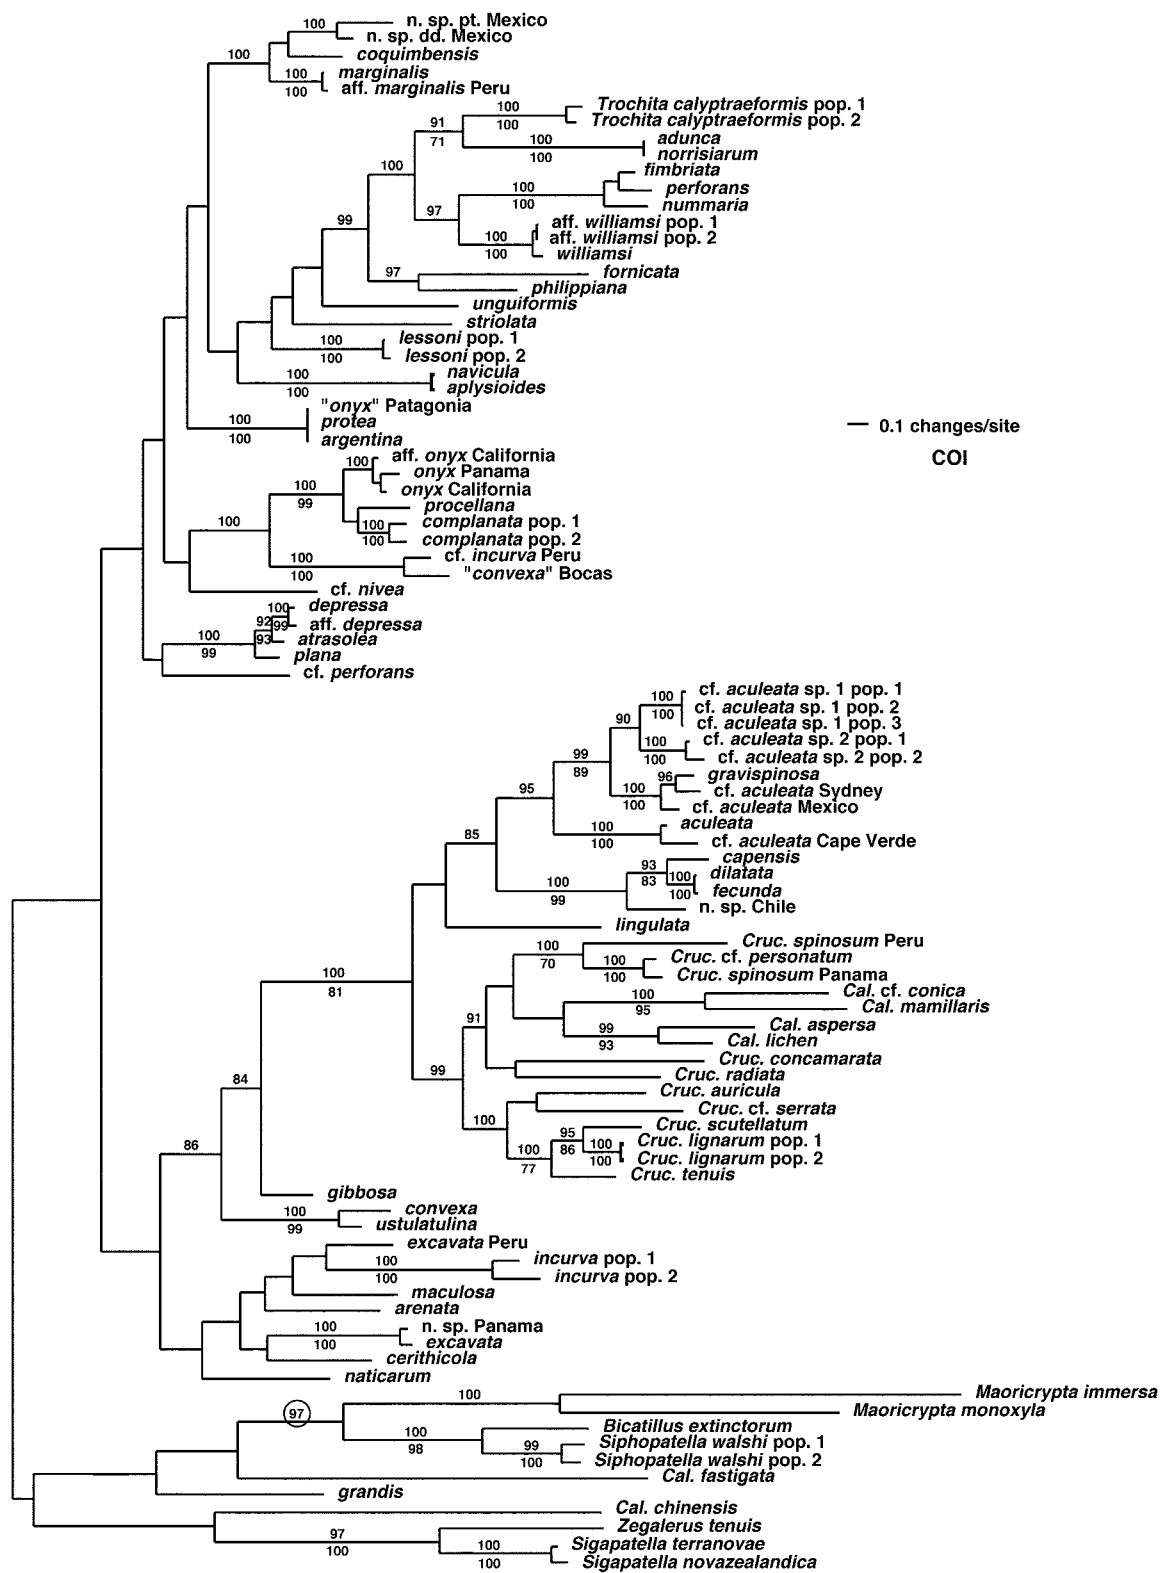 100
n. sp. pt. Mexico
n. sp. dd. Mexico
100
coquimbensis
100
marginalis
100
aff. marginalis Peru
100
Trochita calyptraeformis pop. 1
91
100
Trochita calyptraeformis pop. 2
71
100
adunca
100
norrisiarum
100
fimbriata
100
perforans
100
nummaria
97
aff. williamsi pop. 1
99
100
aff. williamsi pop. 2
100
williamsi
97
fornicata
philippiana
unguiformis
striolata
100
lessoni pop. 1
100
lessoni pop. 2
100
navicula
100
aplysioides
"onyx" Patagonia
100
protea
100
argentina
0.1 changes/site
COI
100
aff. onyx California
onyx Panama
100
99
onyx California
procellana
100
100
complanata pop. 1
100
complanata pop. 2
100
cf. incurva Peru
100
"convexa" Bocas
cf. nivea
100
depressa
92
99
aff. depressa
100
93
atrasolea
99
plana
cf. perforans
cf. aculeata sp. 1 pop. 1
100
cf. aculeata sp. 1 pop. 2
100
90
cf. aculeata sp. 1 pop. 3
100
cf. aculeata sp. 2 pop. 1
99
100
cf. aculeata sp. 2 pop. 2
89
96
gravispinosa
95
100
cf. aculeata Sydney
100
cf. aculeata Mexico
100
aculeata
85
100
cf. aculeata Cape Verde
93
capensis
100
83
100
dilatata
99
100
fecunda
n. sp. Chile
lingulata
100
Cruc. spinosum Peru
70
100
Cruc. cf. personatum
100
100
Cruc. spinosum Panama
81
100
Cal. cf. conica
95
Cal. mamillaris
91
99
Cal. aspersa
93
Cal. lichen
Cruc. concamarata
99
Cruc. radiata
84
Cruc. auricula
Cruc. cf. serrata
100
95
Cruc. scutellatum
86
100
100
Cruc. lignarum pop. 1
86
100
77
100
Cruc. lignarum pop. 2
Cruc. tenuis
gibbosa
100
convexa
99
ustulatulina
excavata Peru
100
incurva pop. 1
100
incurva pop. 2
maculosa
arenata
100
n. sp. Panama
100
excavata
cerithicola
naticarum
100
Maoricrypta immersa
97
Maoricrypta monoxyla
100
Bicatillus extinctorum
98
99
Siphopatella walshi pop. 1
100
Siphopatella walshi pop. 2
Cal. fastigata
grandis
Cal. chinensis
97
Zegalerus tenuis
100
100
Sigapatella terranovae
100
Sigapatella novazealandica